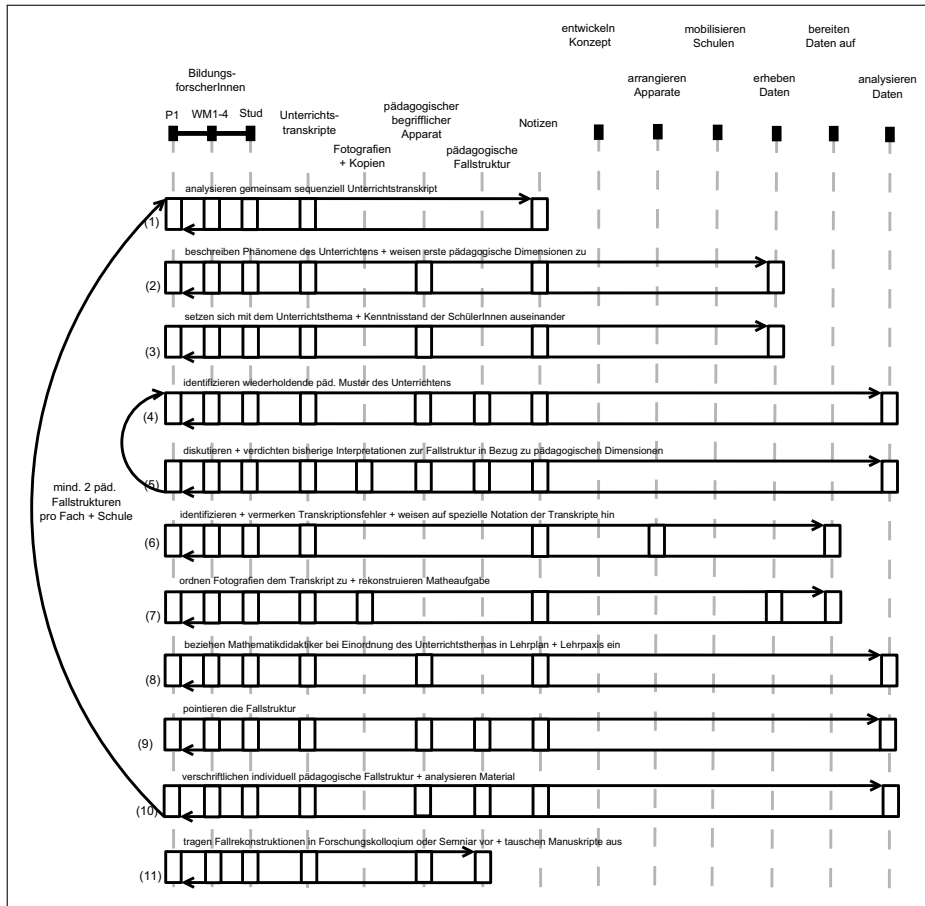 entwickeln
Konzept
mobilisieren
Schulen
bereiten
Daten auf
arrangieren
Apparate
erheben
Daten
analysieren
Daten
Bildungs-
forscherInnen
P1
WM1-4
Stud
Unterrichts-
transkripte
Fotografien
+ Kopien
pädagogischer
begrifflicher
Apparat
pädagogische
Fallstruktur
Notizen
analysieren gemeinsam sequenziell Unterrichtstranskript
(1)
beschreiben Phänomene des Unterrichtens + weisen erste pädagogische Dimensionen zu
(2)
setzen sich mit dem Unterrichtsthema + Kenntnisstand der SchülerInnen auseinander
(3)
identifizieren wiederholende päd. Muster des Unterrichtens
(4)
diskutieren + verdichten bisherige Interpretationen zur Fallstruktur in Bezug zu pädagogischen Dimensionen
(5)
mind. 2 päd.
Fallstrukturen
pro Fach + Schule
identifizieren + vermerken Transkriptionsfehler + weisen auf spezielle Notation der Transkripte hin
(6)
ordnen Fotografien dem Transkript zu + rekonstruieren Matheaufgabe
(7)
beziehen Mathematikdidaktiker bei Einordnung des Unterrichtsthemas in Lehrplan + Lehrpaxis ein
(8)
pointieren die Fallstruktur
(9)
verschriftlichen individuell pädagogische Fallstruktur + analysieren Material
(10)
tragen Fallrekonstruktionen in Forschungskolloquium oder Semniar vor + tauschen Manuskripte aus
(11)